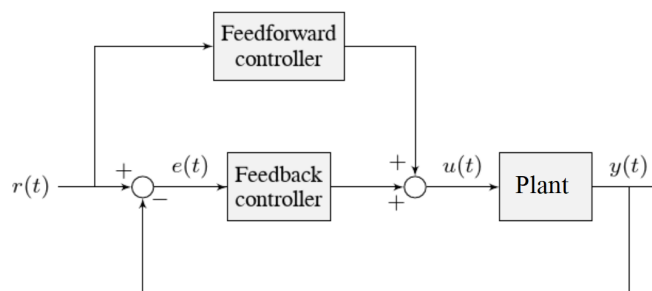 Feedforward
controller
+
r(t)
+
−
e(t)
Feedback
controller
+
+
u(t)
Plant
y(t)